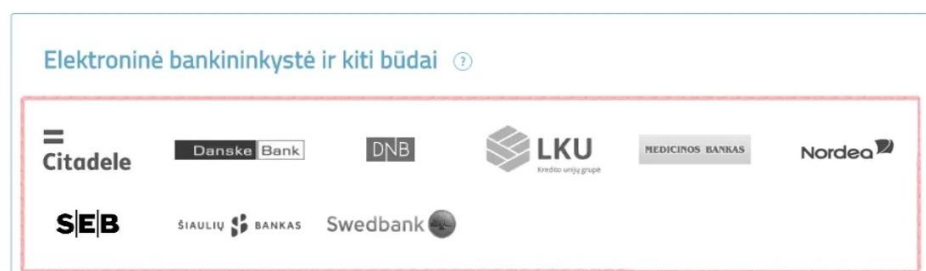 Elektroninė bankininkystė ir kiti būdai ?
Citadele Danske Bank DNB LKU Kredito unijų grupė MEDICINOS BANKAS Nordea
S|E|B ŠIAULIŲ BANKAS Swedbank